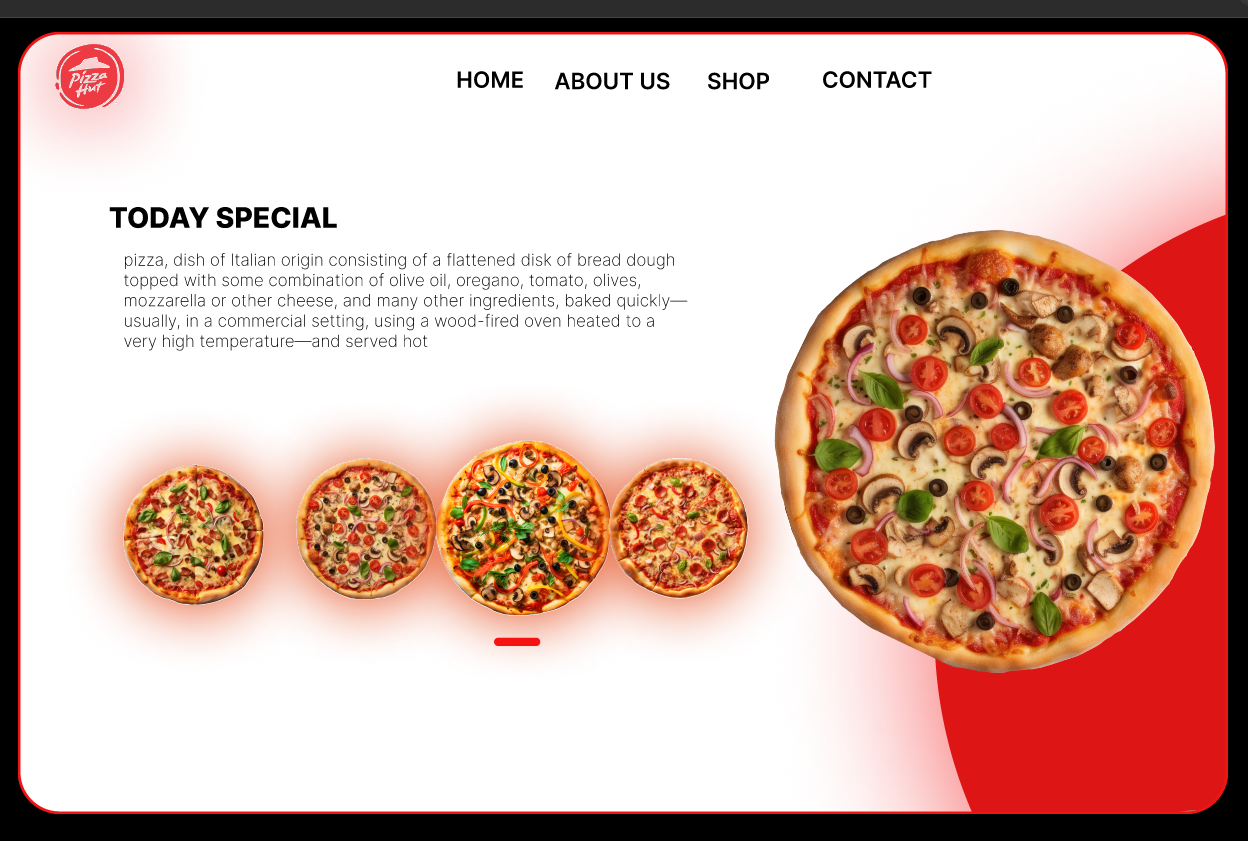 Pizza
Hut
HOME ABOUT US SHOP CONTACT
TODAY SPECIAL
pizza, dish of Italian origin consisting of a flattened disk of bread dough
topped with some combination of olive oil, oregano, tomato, olives,
mozzarella or other cheese, and many other ingredients, baked quickly—
usually, in a commercial setting, using a wood-fired oven heated to a
very high temperature—and served hot